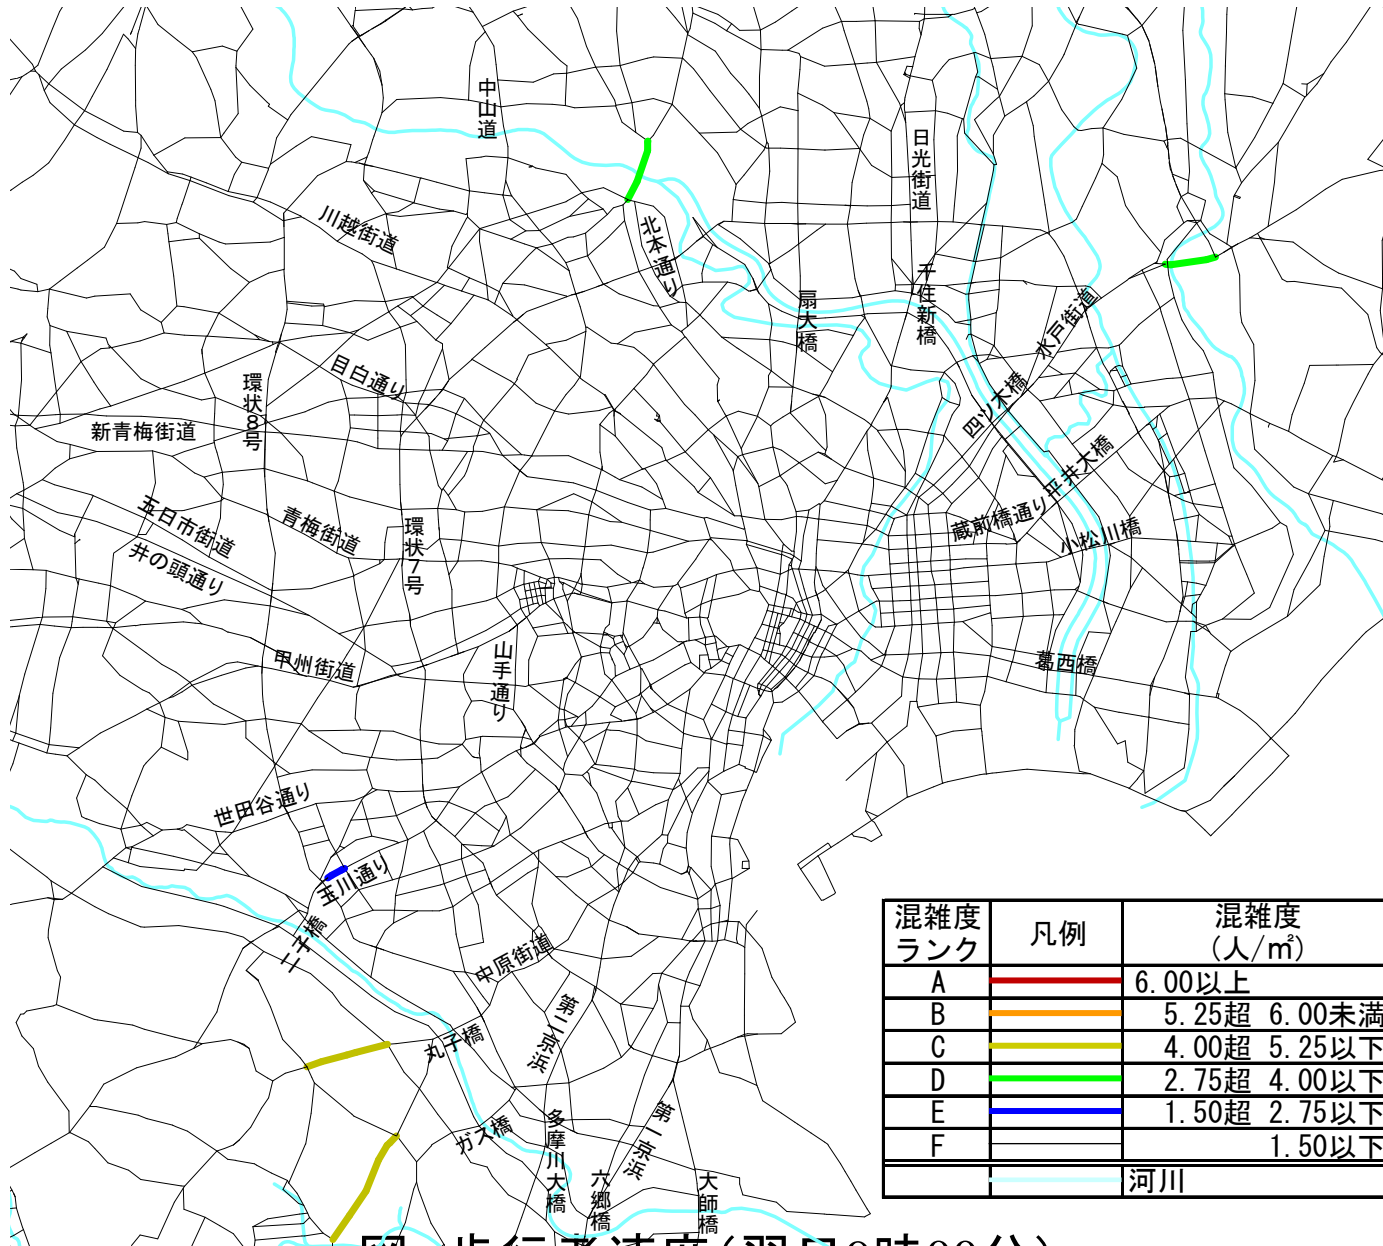 中山道
日光街道
川越街道
北本通り
千住新橋
扇大橋
水戸街道
目白通り
環状8号
四ツ木橋
新青梅街道
平井大橋
五日市街道
青梅街道
蔵前橋通り
小松川橋
環状7号
井の頭通り
山手通り
甲州街道
葛西橋
世田谷通り
玉川通り
二子橋
中原街道
第二京浜
丸子橋
ガス橋
多摩川大橋
第一京浜
六郷橋
大師橋
混雑度ランク 凡例 混雑度(人/㎡)
A 6.00以上
B 5.25超 6.00未満
C 4.00超 5.25以下
D 2.75超 4.00以下
E 1.50超 2.75以下
F 1.50以下
河川